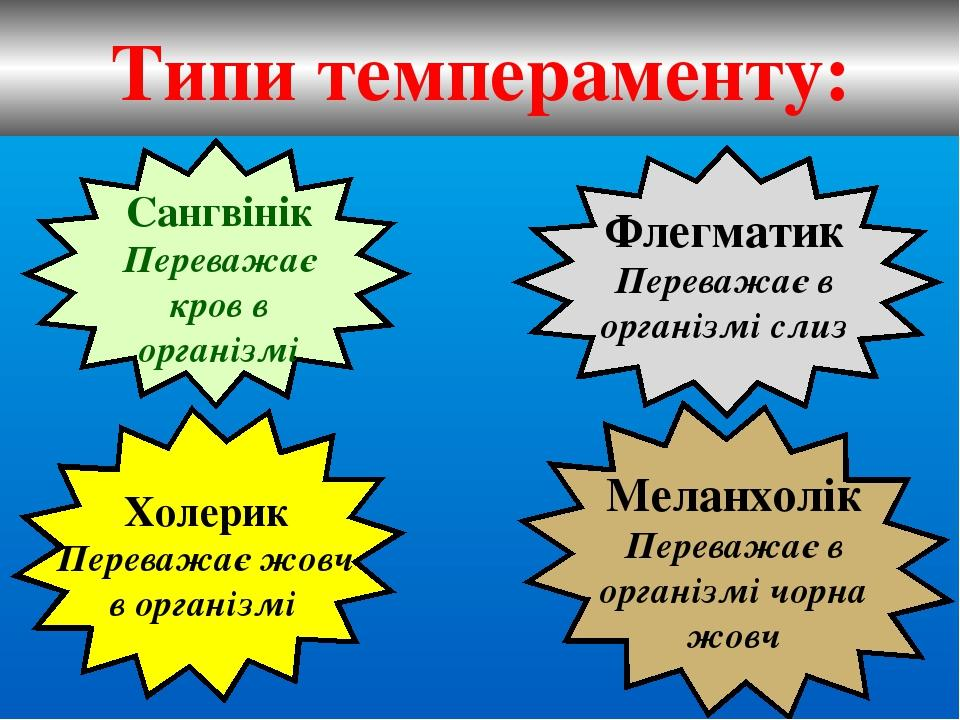 Типи темпераменту:
Сангвінік
Переважає
кров в
організмі
Флегматик
Переважає в
організмі слиз
Холерик
Переважає жовч
в організмі
Меланхолік
Переважає в
організмі чорна
жовч